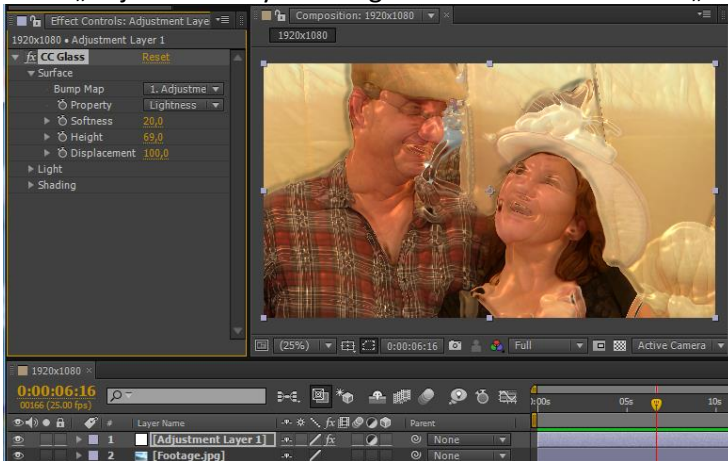 Effect Controls: Adjustment Laye
1920x1080 • Adjustment Layer 1
fx CC Glass Reset
Surface
Bump Map 1. Adjustme
Property Lightness
Softness 20,0
Height 69,0
Displacement 100,0
Light
Shading
Composition: 1920x1080
1920x1080
(25%) 0:00:06:16 Full Active Camera
1920x1080
0:00:06:16
00166 (25.00 fps)
:00s 05s 10s
# Layer Name fx Parent
1 [Adjustment Layer 1] fx None
2 [Footage.jpg] None